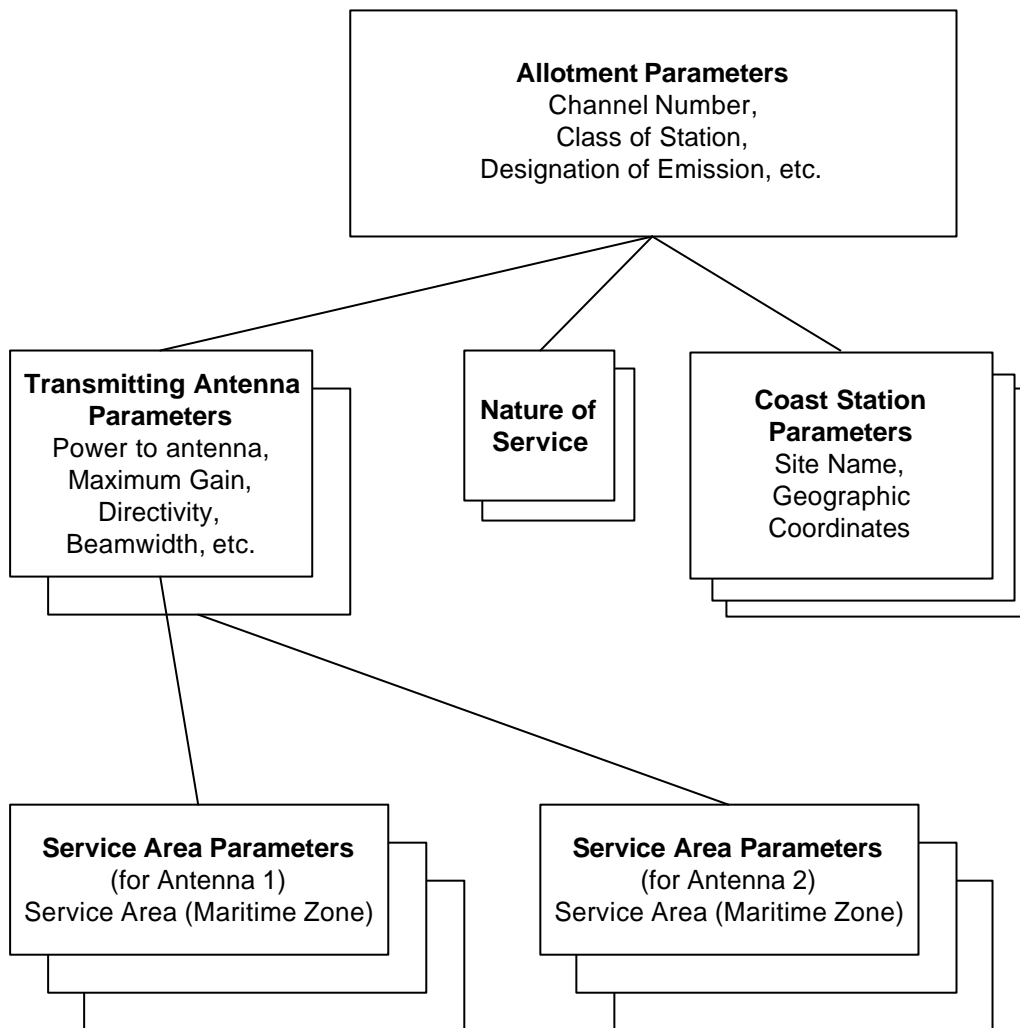 Allotment Parameters
Channel Number,
Class of Station,
Designation of Emission, etc.
Transmitting Antenna
Parameters
Power to antenna,
Maximum Gain,
Directivity,
Beamwidth, etc.
Nature of
Service
Coast Station
Parameters
Site Name,
Geographic
Coordinates
Service Area Parameters
(for Antenna 1)
Service Area (Maritime Zone)
Service Area Parameters
(for Antenna 2)
Service Area (Maritime Zone)